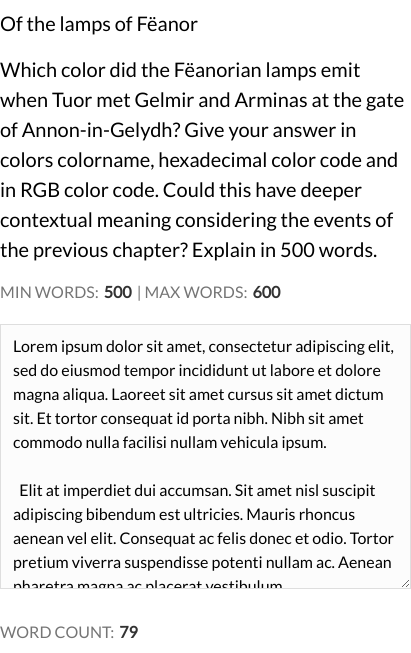 Of the lamps of Fëanor
Which color did the Fëanorian lamps emit
when Tuor met Gelmir and Arminas at the gate
of Annon-in-Gelydh? Give your answer in
colors colorname, hexadecimal color code and
in RGB color code. Could this have deeper
contextual meaning considering the events of
the previous chapter? Explain in 500 words.
MIN WORDS: 500 | MAX WORDS: 600
Lorem ipsum dolor sit amet, consectetur adipiscing elit,
sed do eiusmod tempor incididunt ut labore et dolore
magna aliqua. Laoreet sit amet cursus sit amet dictum
sit. Et tortor consequat id porta nibh. Nibh sit amet
commodo nulla facilisi nullam vehicula ipsum.
Elit at imperdiet dui accumsan. Sit amet nisl suscipit
adipiscing bibendum est ultricies. Mauris rhoncus
aenean vel elit. Consequat ac felis donec et odio. Tortor
pretium viverra suspendisse potenti nullam ac. Aenean
pharetra magna ac placerat vestibulum
WORD COUNT: 79